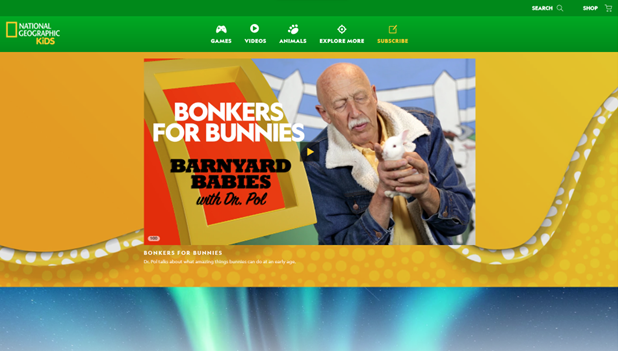 SEARCH
SHOP
NATIONAL
GEOGRAPHIC
KiDS
GAMES
VIDEOS
ANIMALS
EXPLORE MORE
SUBSCRIBE
BONKERS
FOR BUNNIES
BARNYARD
BABIES
with Dr. Pol
BONKERS FOR BUNNIES
Dr. Pol talks about what amazing things bunnies can do at an early age.